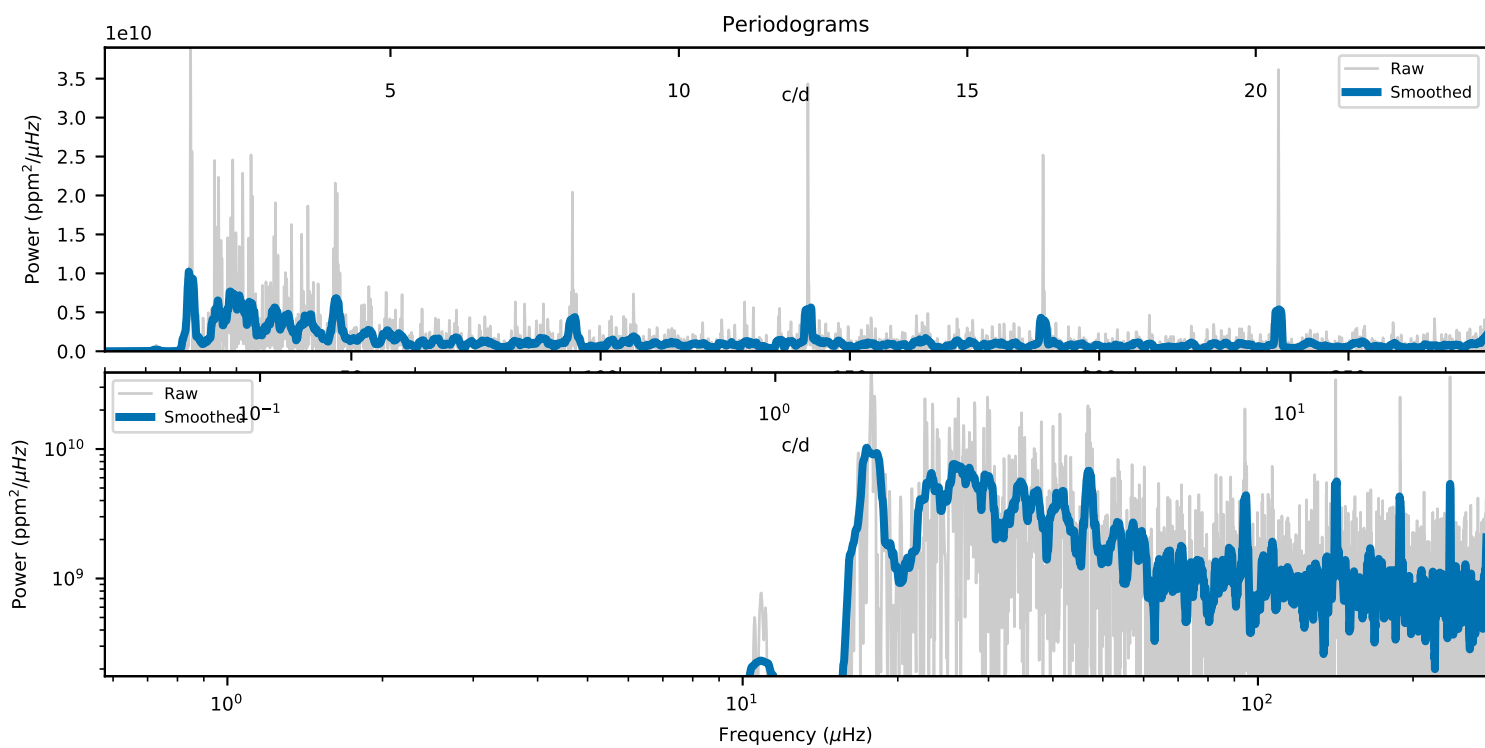 Periodograms
1e10
Raw
Smoothed
5
10
15
20
c/d
3.5
3.0
2.5
2.0
1.5
1.0
0.5
0.0
Power (ppm²/μHz)
Raw
Smoothed
10⁻¹
10⁰
10¹
c/d
10¹⁰
10⁹
Power (ppm²/μHz)
10⁰
10¹
10²
Frequency (μHz)